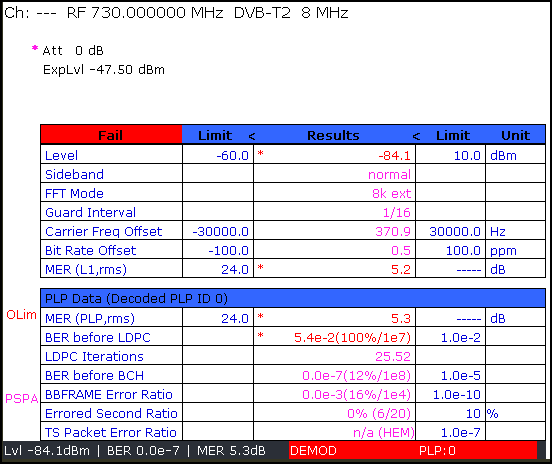 Ch: --- RF 730.000000 MHz DVB-T2 8 MHz
* Att 0 dB
ExpLvl -47.50 dBm
Fail Limit < Results < Limit Unit
Level -60.0 * -84.1 10.0 dBm
Sideband normal
FFT Mode 8k ext
Guard Interval 1/16
Carrier Freq Offset -30000.0 370.9 30000.0 Hz
Bit Rate Offset -100.0 0.5 100.0 ppm
MER (L1,rms) 24.0 * 5.2 ----- dB
PLP Data (Decoded PLP ID 0)
OLim
MER (PLP,rms) 24.0 * 5.3 ----- dB
BER before LDPC * 5.4e-2(100%/1e7) 1.0e-2
LDPC Iterations 25.52
BER before BCH 0.0e-7(12%/1e8) 1.0e-5
PSPA
BBFRAME Error Ratio 0.0e-3(16%/1e4) 1.0e-10
Errored Second Ratio 0% (6/20) 10 %
TS Packet Error Ratio n/a (HEM) 1.0e-7
Lvl -84.1dBm | BER 0.0e-7 | MER 5.3dB DEMOD PLP:0